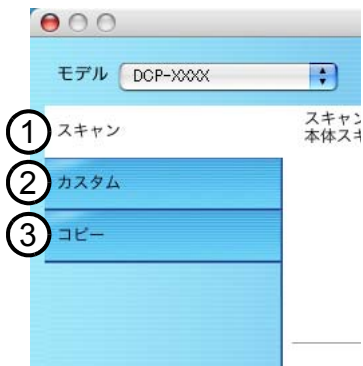 モデル DCP-XXXX
① スキャン
スキャン
本体スキ
② カスタム
③ コピー